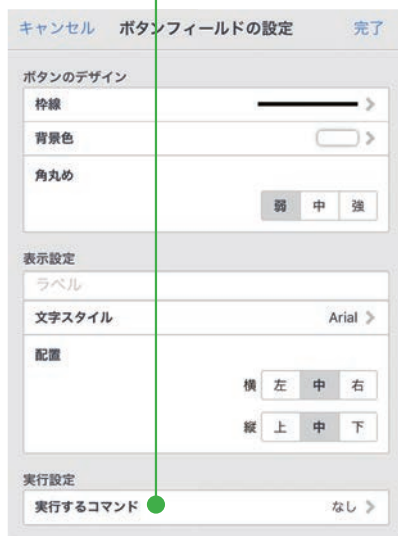 キャンセル ボタンフィールドの設定 完了
ボタンのデザイン
枠線
背景色
角丸め
弱 中 強
表示設定
ラベル
文字スタイル Arial
配置
横 左 中 右
縦 上 中 下
実行設定
実行するコマンド なし